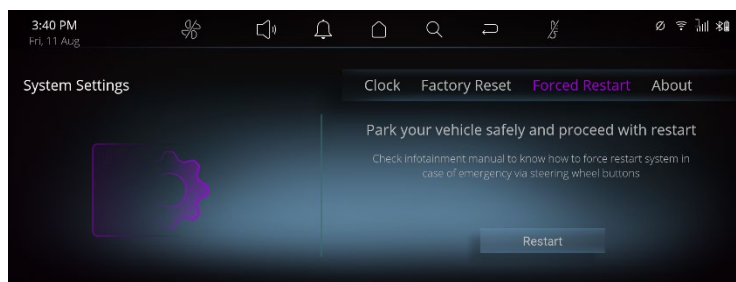 3:40 PM
Fri, 11 Aug
System Settings
Clock Factory Reset Forced Restart About
Park your vehicle safely and proceed with restart
Check infotainment manual to know how to force restart system in
case of emergency via steering wheel buttons
Restart